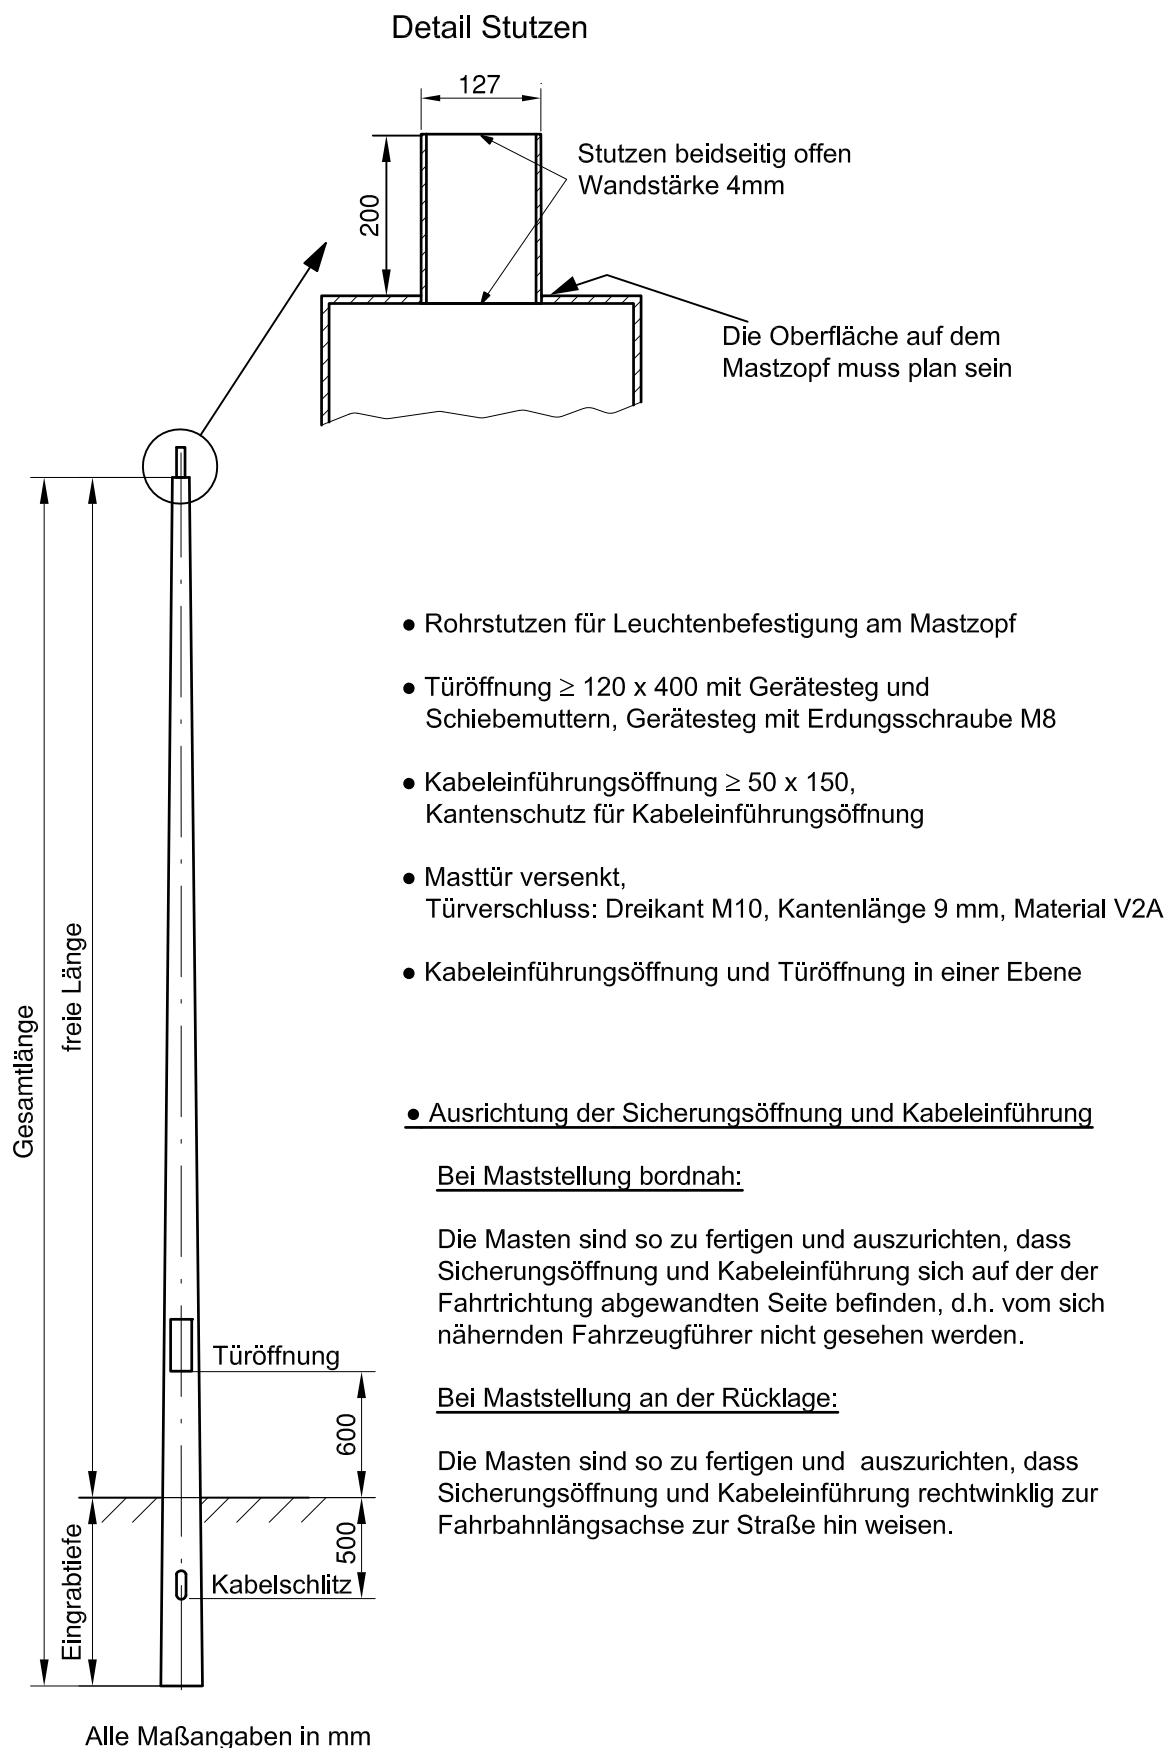 Detail Stutzen
127
Stutzen beidseitig offen
Wandstärke 4mm
200
Die Oberfläche auf dem
Mastzopf muss plan sein
● Rohrstutzen für Leuchtenbefestigung am Mastzopf
● Türöffnung ≥ 120 x 400 mit Gerätesteg und
Schiebemuttern, Gerätesteg mit Erdungsschraube M8
● Kabeleinführungsöffnung ≥ 50 x 150,
Kantenschutz für Kabeleinführungsöffnung
● Masttür versenkt,
Türverschluss: Dreikant M10, Kantenlänge 9 mm, Material V2A
● Kabeleinführungsöffnung und Türöffnung in einer Ebene
Gesamtlänge
freie Länge
● Ausrichtung der Sicherungsöffnung und Kabeleinführung
Bei Maststellung bordnah:
Die Masten sind so zu fertigen und auszurichten, dass
Sicherungsöffnung und Kabeleinführung sich auf der der
Fahrtrichtung abgewandten Seite befinden, d.h. vom sich
nähernden Fahrzeugführer nicht gesehen werden.
Türöffnung
600
Bei Maststellung an der Rücklage:
Die Masten sind so zu fertigen und auszurichten, dass
Sicherungsöffnung und Kabeleinführung rechtwinklig zur
Fahrbahnlängsachse zur Straße hin weisen.
500
Kabelschlitz
Eingrabtiefe
Alle Maßangaben in mm